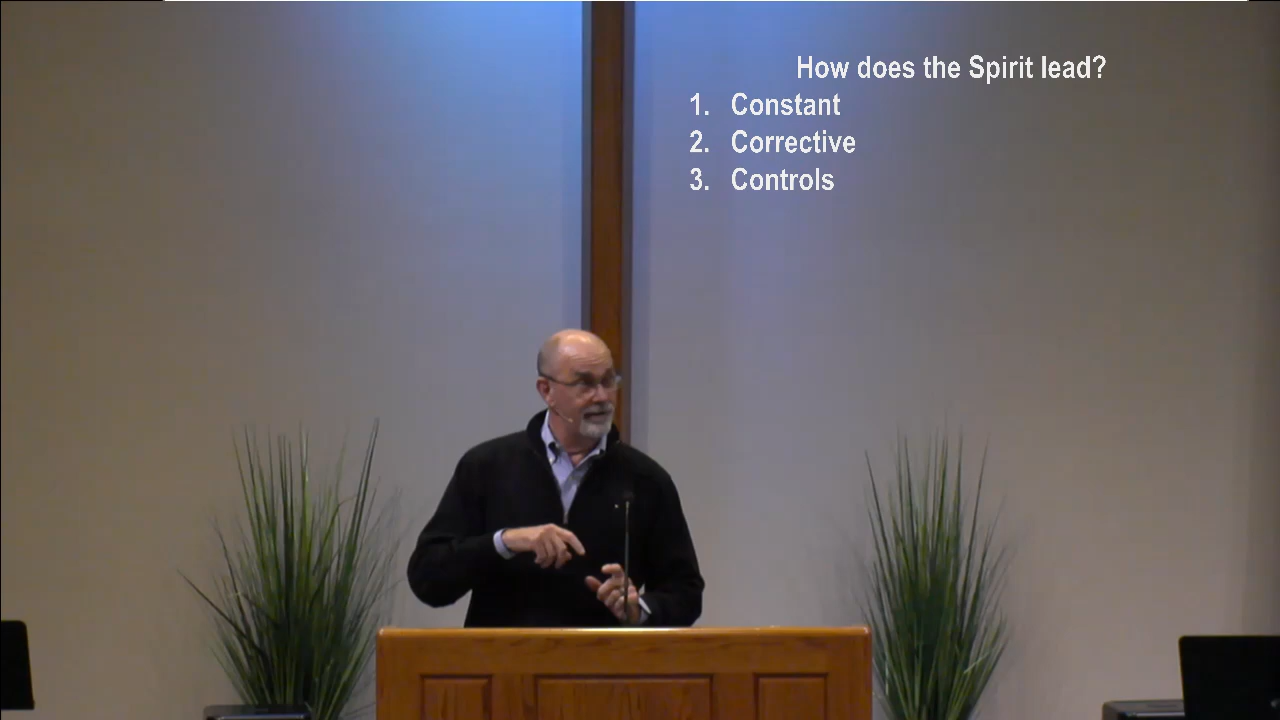 How does the Spirit lead?
1. Constant
2. Corrective
3. Controls